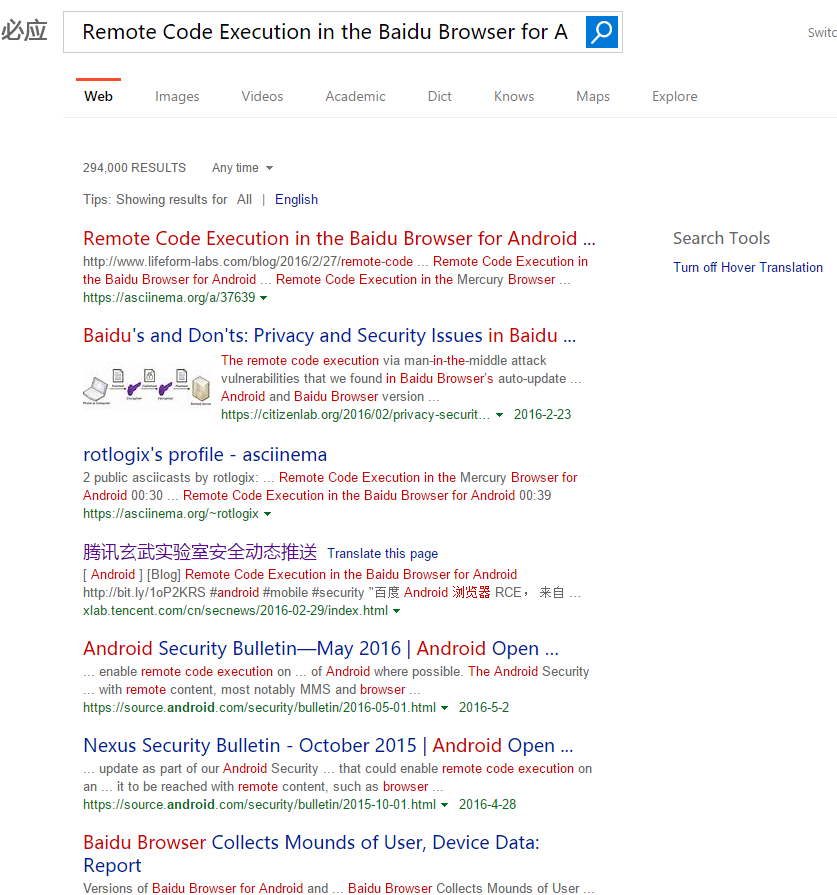 必应
Remote Code Execution in the Baidu Browser for A
Switc
Web Images Videos Academic Dict Knows Maps Explore
294,000 RESULTS Any time
Tips: Showing results for All | English
Remote Code Execution in the Baidu Browser for Android ...
http://www.lifeform-labs.com/blog/2016/2/27/remote-code ... Remote Code Execution in
the Baidu Browser for Android ... Remote Code Execution in the Mercury Browser ...
https://asciinema.org/a/37639
Search Tools
Turn off Hover Translation
Baidu's and Don'ts: Privacy and Security Issues in Baidu ...
The remote code execution via man-in-the-middle attack
vulnerabilities that we found in Baidu Browser's auto-update ...
Android and Baidu Browser version ...
https://citizenlab.org/2016/02/privacy-securit... 2016-2-23
rotlogix's profile - asciinema
2 public asciicasts by rotlogix: ... Remote Code Execution in the Mercury Browser for
Android 00:30 ... Remote Code Execution in the Baidu Browser for Android 00:39
https://asciinema.org/~rotlogix
腾讯玄武实验室安全动态推送 Translate this page
[ Android ] [Blog] Remote Code Execution in the Baidu Browser for Android
http://bit.ly/1oP2KRS #android #mobile #security "百度 Android 浏览器 RCE， 来自 ...
xlab.tencent.com/cn/secnews/2016-02-29/index.html
Android Security Bulletin—May 2016 | Android Open ...
... enable remote code execution on ... of Android where possible. The Android Security
... with remote content, most notably MMS and browser ...
https://source.android.com/security/bulletin/2016-05-01.html 2016-5-2
Nexus Security Bulletin - October 2015 | Android Open ...
... update as part of our Android Security ... that could enable remote code execution on
an ... it to be reached with remote content, such as browser ...
https://source.android.com/security/bulletin/2015-10-01.html 2016-4-28
Baidu Browser Collects Mounds of User, Device Data:
Report
Versions of Baidu Browser for Android and ... Baidu Browser Collects Mounds of User ...